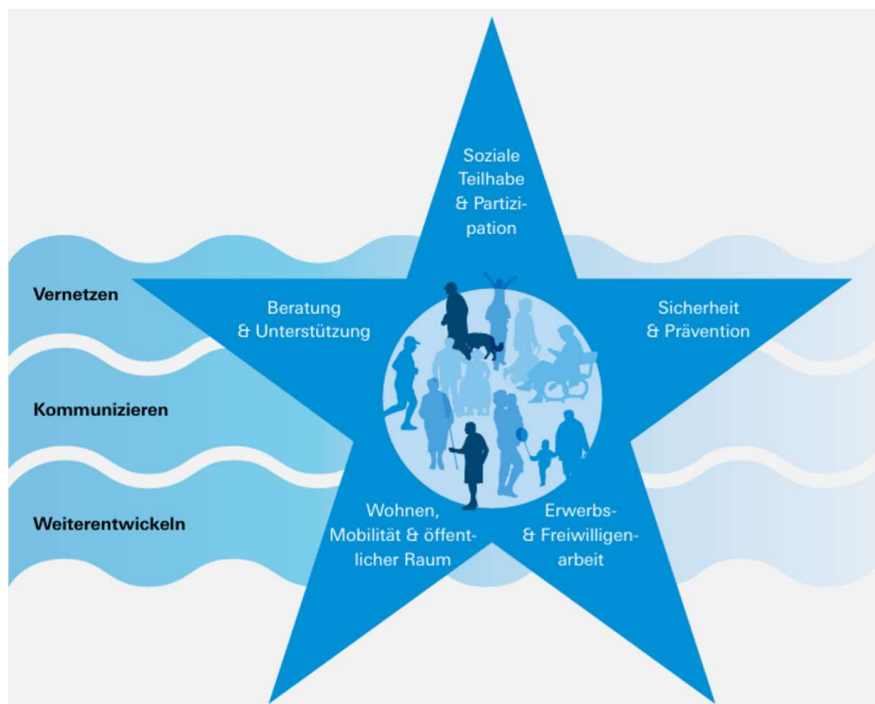 Soziale
Teilhabe
& Partizi-
pation
Vernetzen
Beratung
& Unterstützung
Sicherheit
& Prävention
Kommunizieren
Wohnen,
Mobilität & öffent-
licher Raum
Erwerbs-
& Freiwilligen-
arbeit
Weiterentwickeln